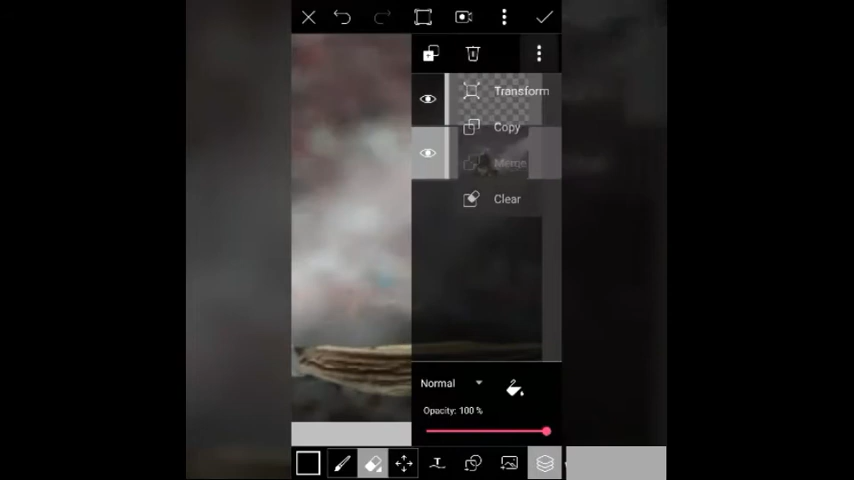 Transform
Copy
Merge
Clear
Normal
Opacity: 100 %